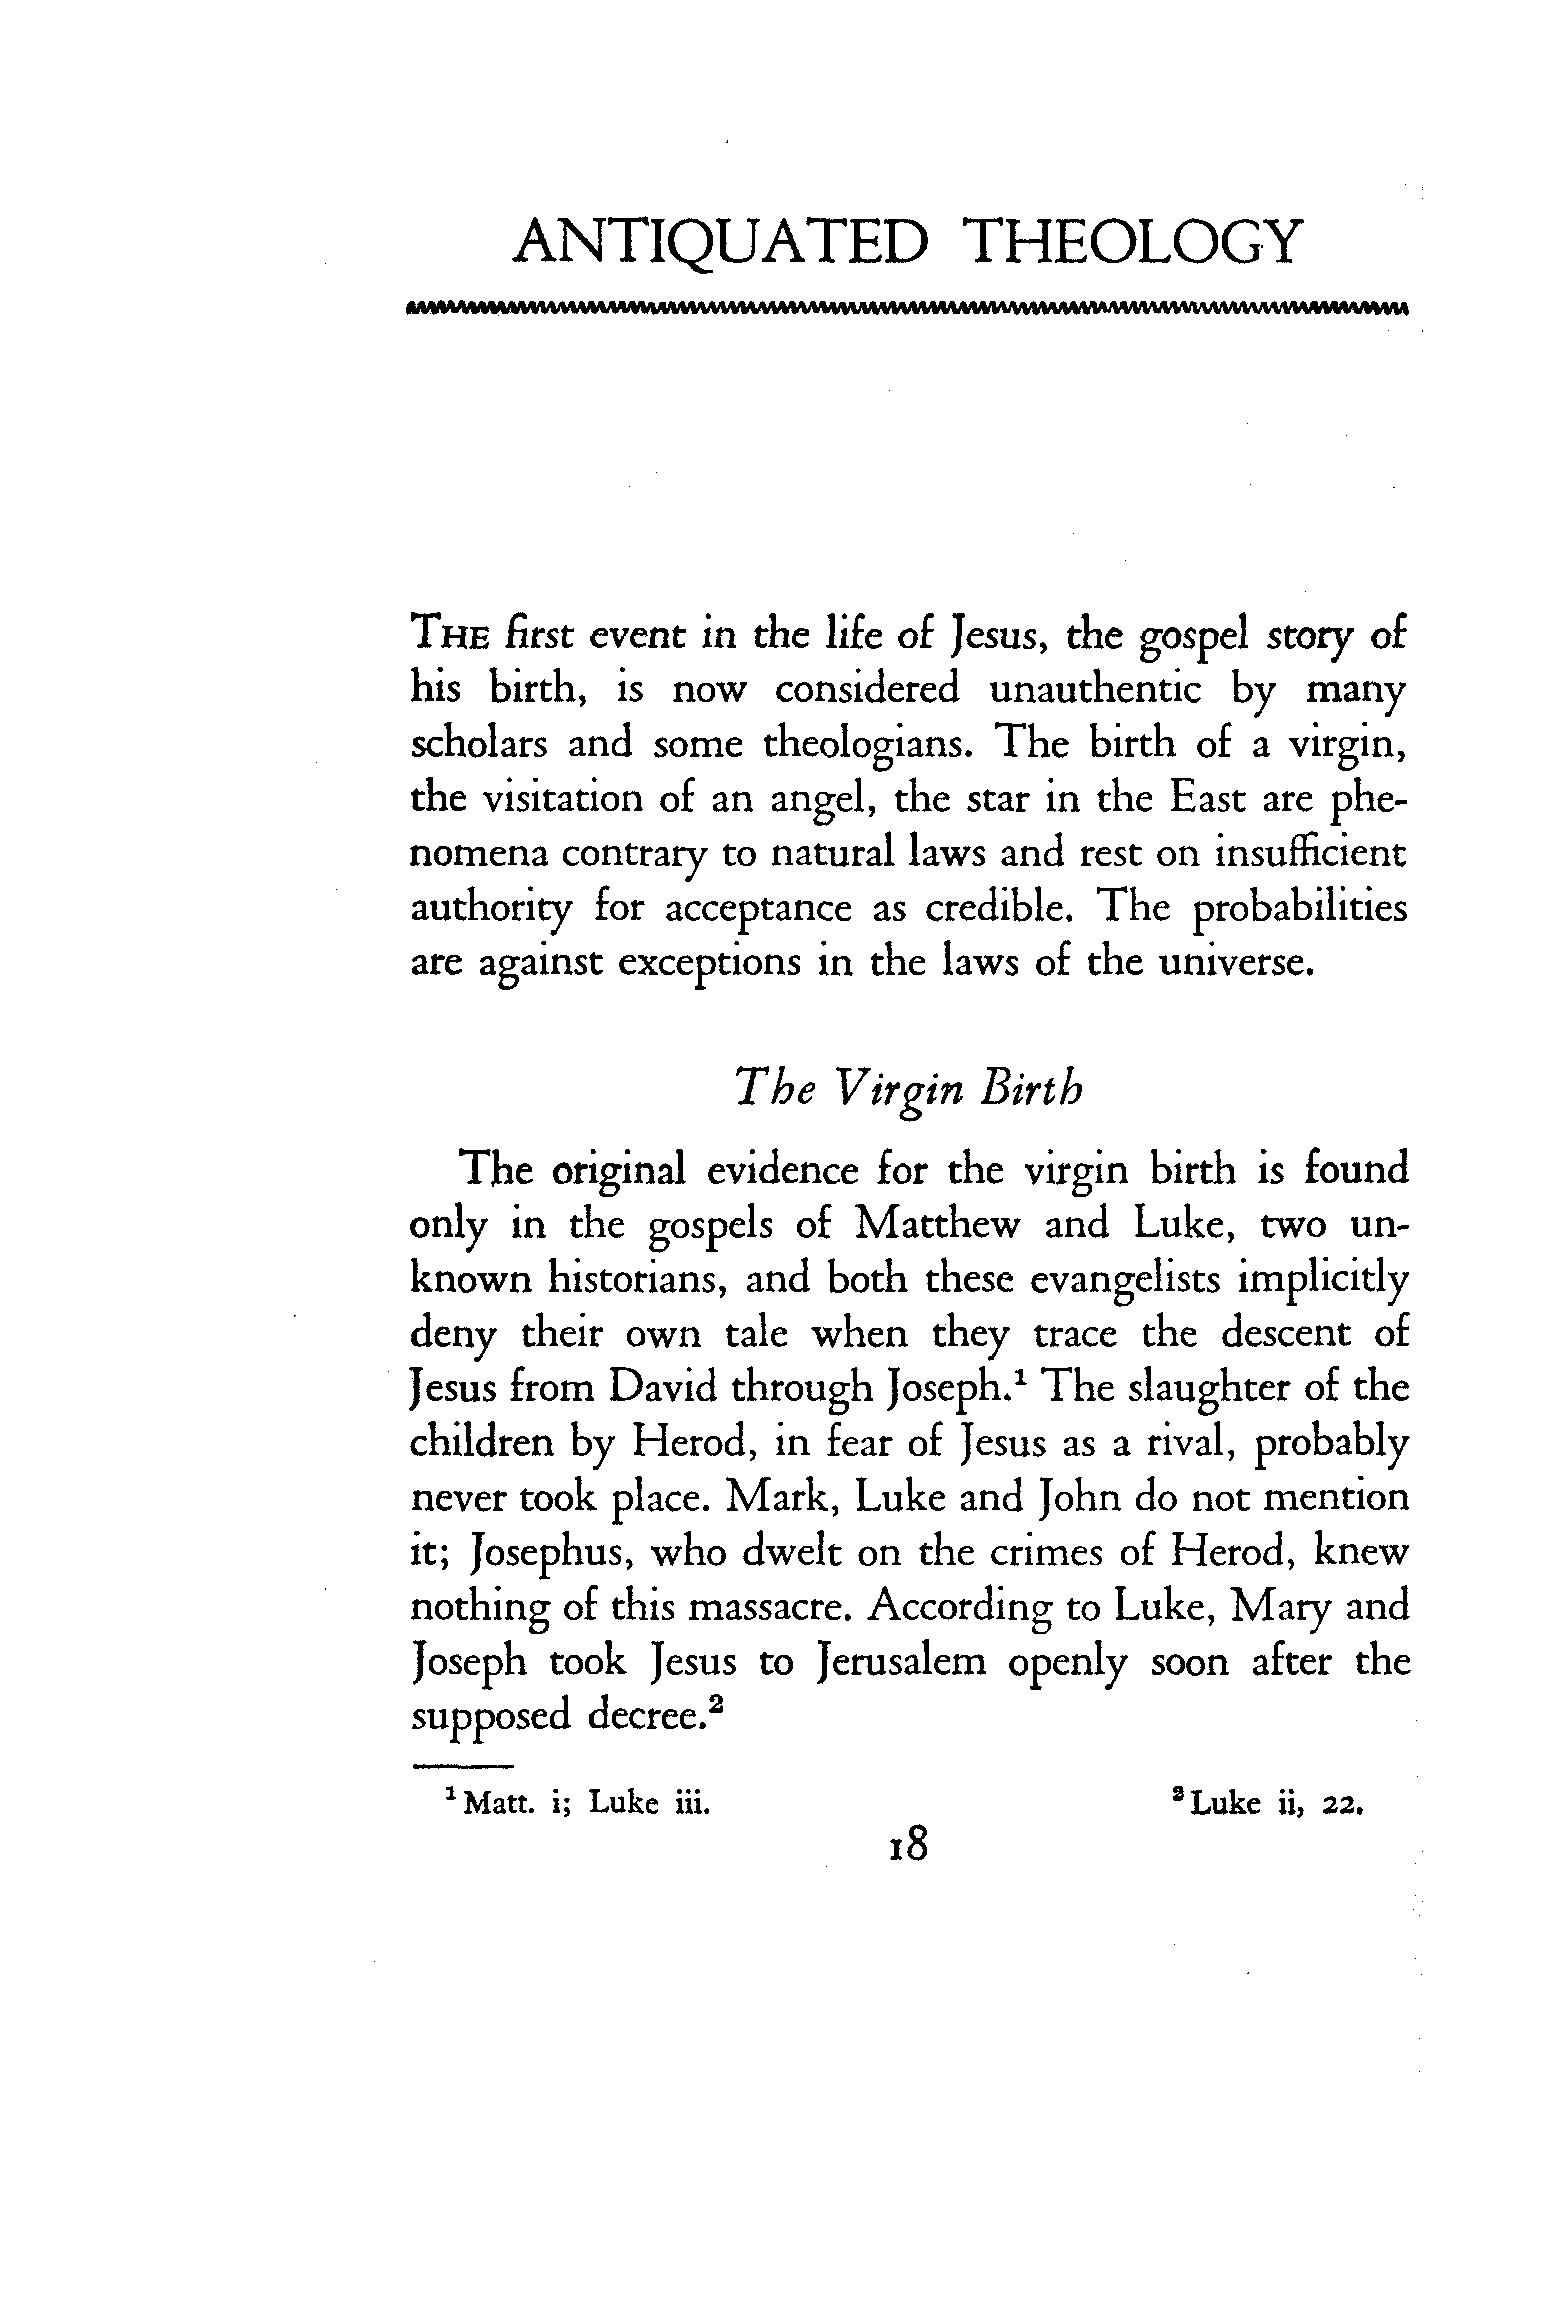 ANTIQUATED THEOLOGY
THE first event in the life of Jesus, the gospel story of
his birth, is now considered unauthentic by many
scholars and some theologians. The birth of a virgin,
the visitation of an angel, the star in the East are phe-
nomena contrary to natural laws and rest on insufficient
authority for acceptance as credible. The probabilities
are against exceptions in the laws of the universe.
The Virgin Birth
The original evidence for the virgin birth is found
only in the gospels of Matthew and Luke, two un-
known historians, and both these evangelists implicitly
deny their own tale when they trace the descent of
Jesus from David through Joseph.¹ The slaughter of the
children by Herod, in fear of Jesus as a rival, probably
never took place. Mark, Luke and John do not mention
it; Josephus, who dwelt on the crimes of Herod, knew
nothing of this massacre. According to Luke, Mary and
Joseph took Jesus to Jerusalem openly soon after the
supposed decree.²
¹ Matt. i; Luke iii. ² Luke ii, 22.
18